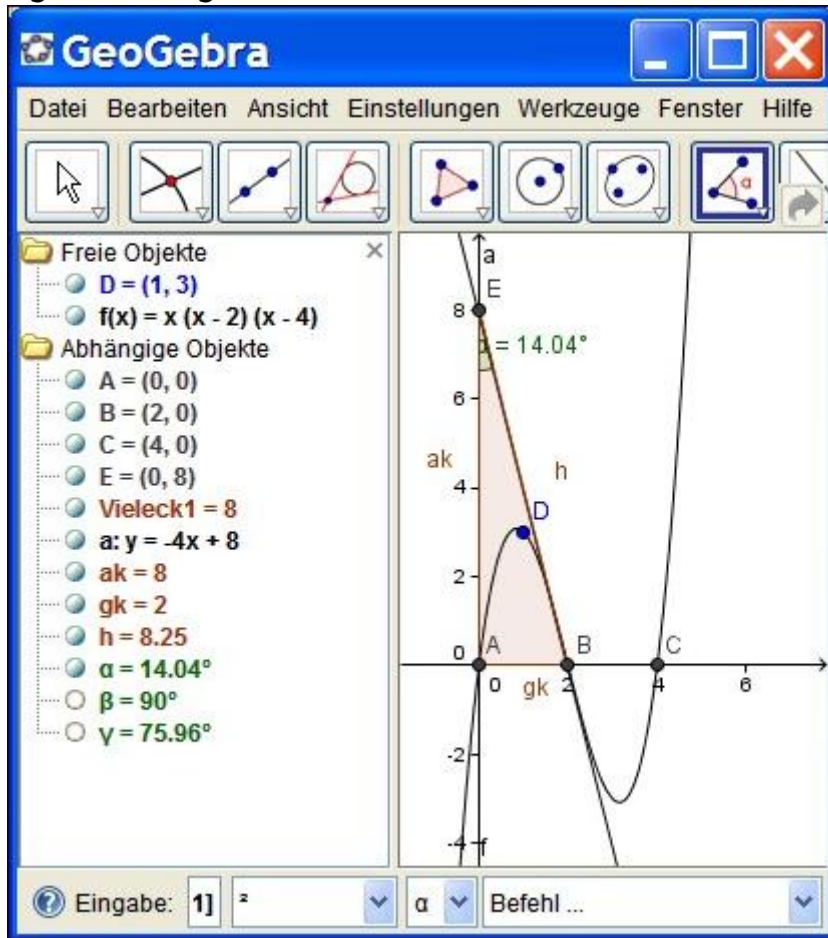 GeoGebra
Datei Bearbeiten Ansicht Einstellungen Werkzeuge Fenster Hilfe
α
Freie Objekte
D = (1, 3)
f(x) = x (x - 2) (x - 4)
Abhängige Objekte
A = (0, 0)
B = (2, 0)
C = (4, 0)
E = (0, 8)
Vieleck1 = 8
a: y = -4x + 8
ak = 8
gk = 2
h = 8.25
α = 14.04°
β = 90°
γ = 75.96°
a
E
8
= 14.04°
6
ak
h
4
D
2
0
A
B
C
0
gk
2
4
6
-2
-4
f
Eingabe: 1] ² α Befehl ...